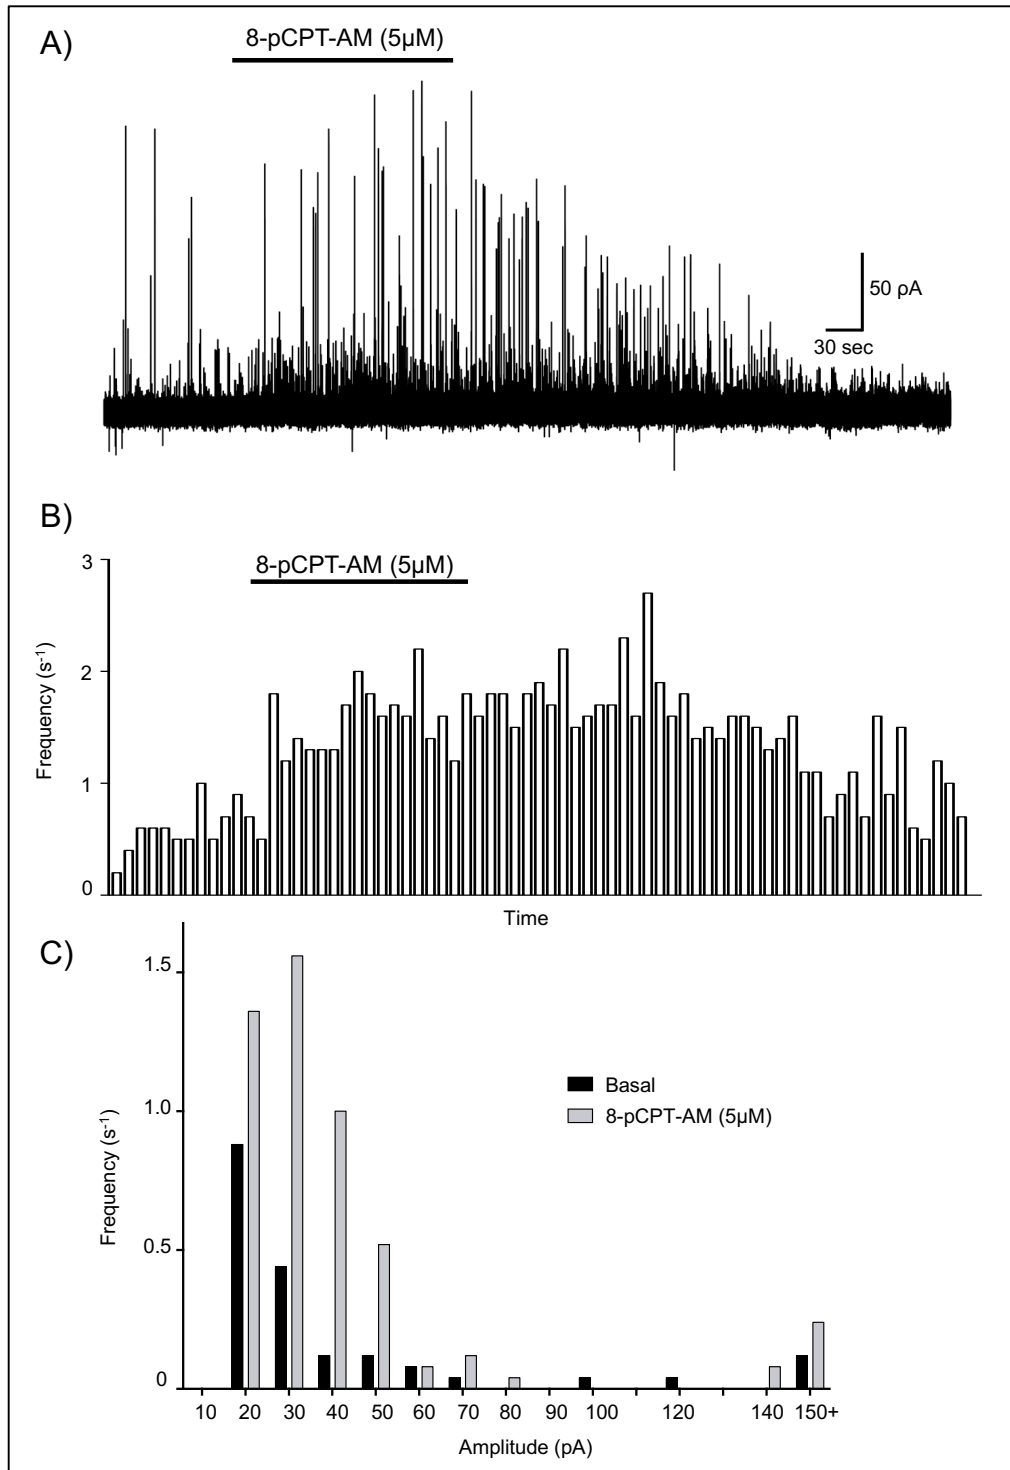 A)
8-pCPT-AM (5µM)
50 ρA
30 sec
B)
8-pCPT-AM (5µM)
3
2
1
0
Frequency (s-1)
Time
C)
1.5
1.0
0.5
0
Frequency (s-1)
Basal
8-pCPT-AM (5µM)
10 20 30 40 50 60 70 80 90 100 120 140 150+
Amplitude (pA)